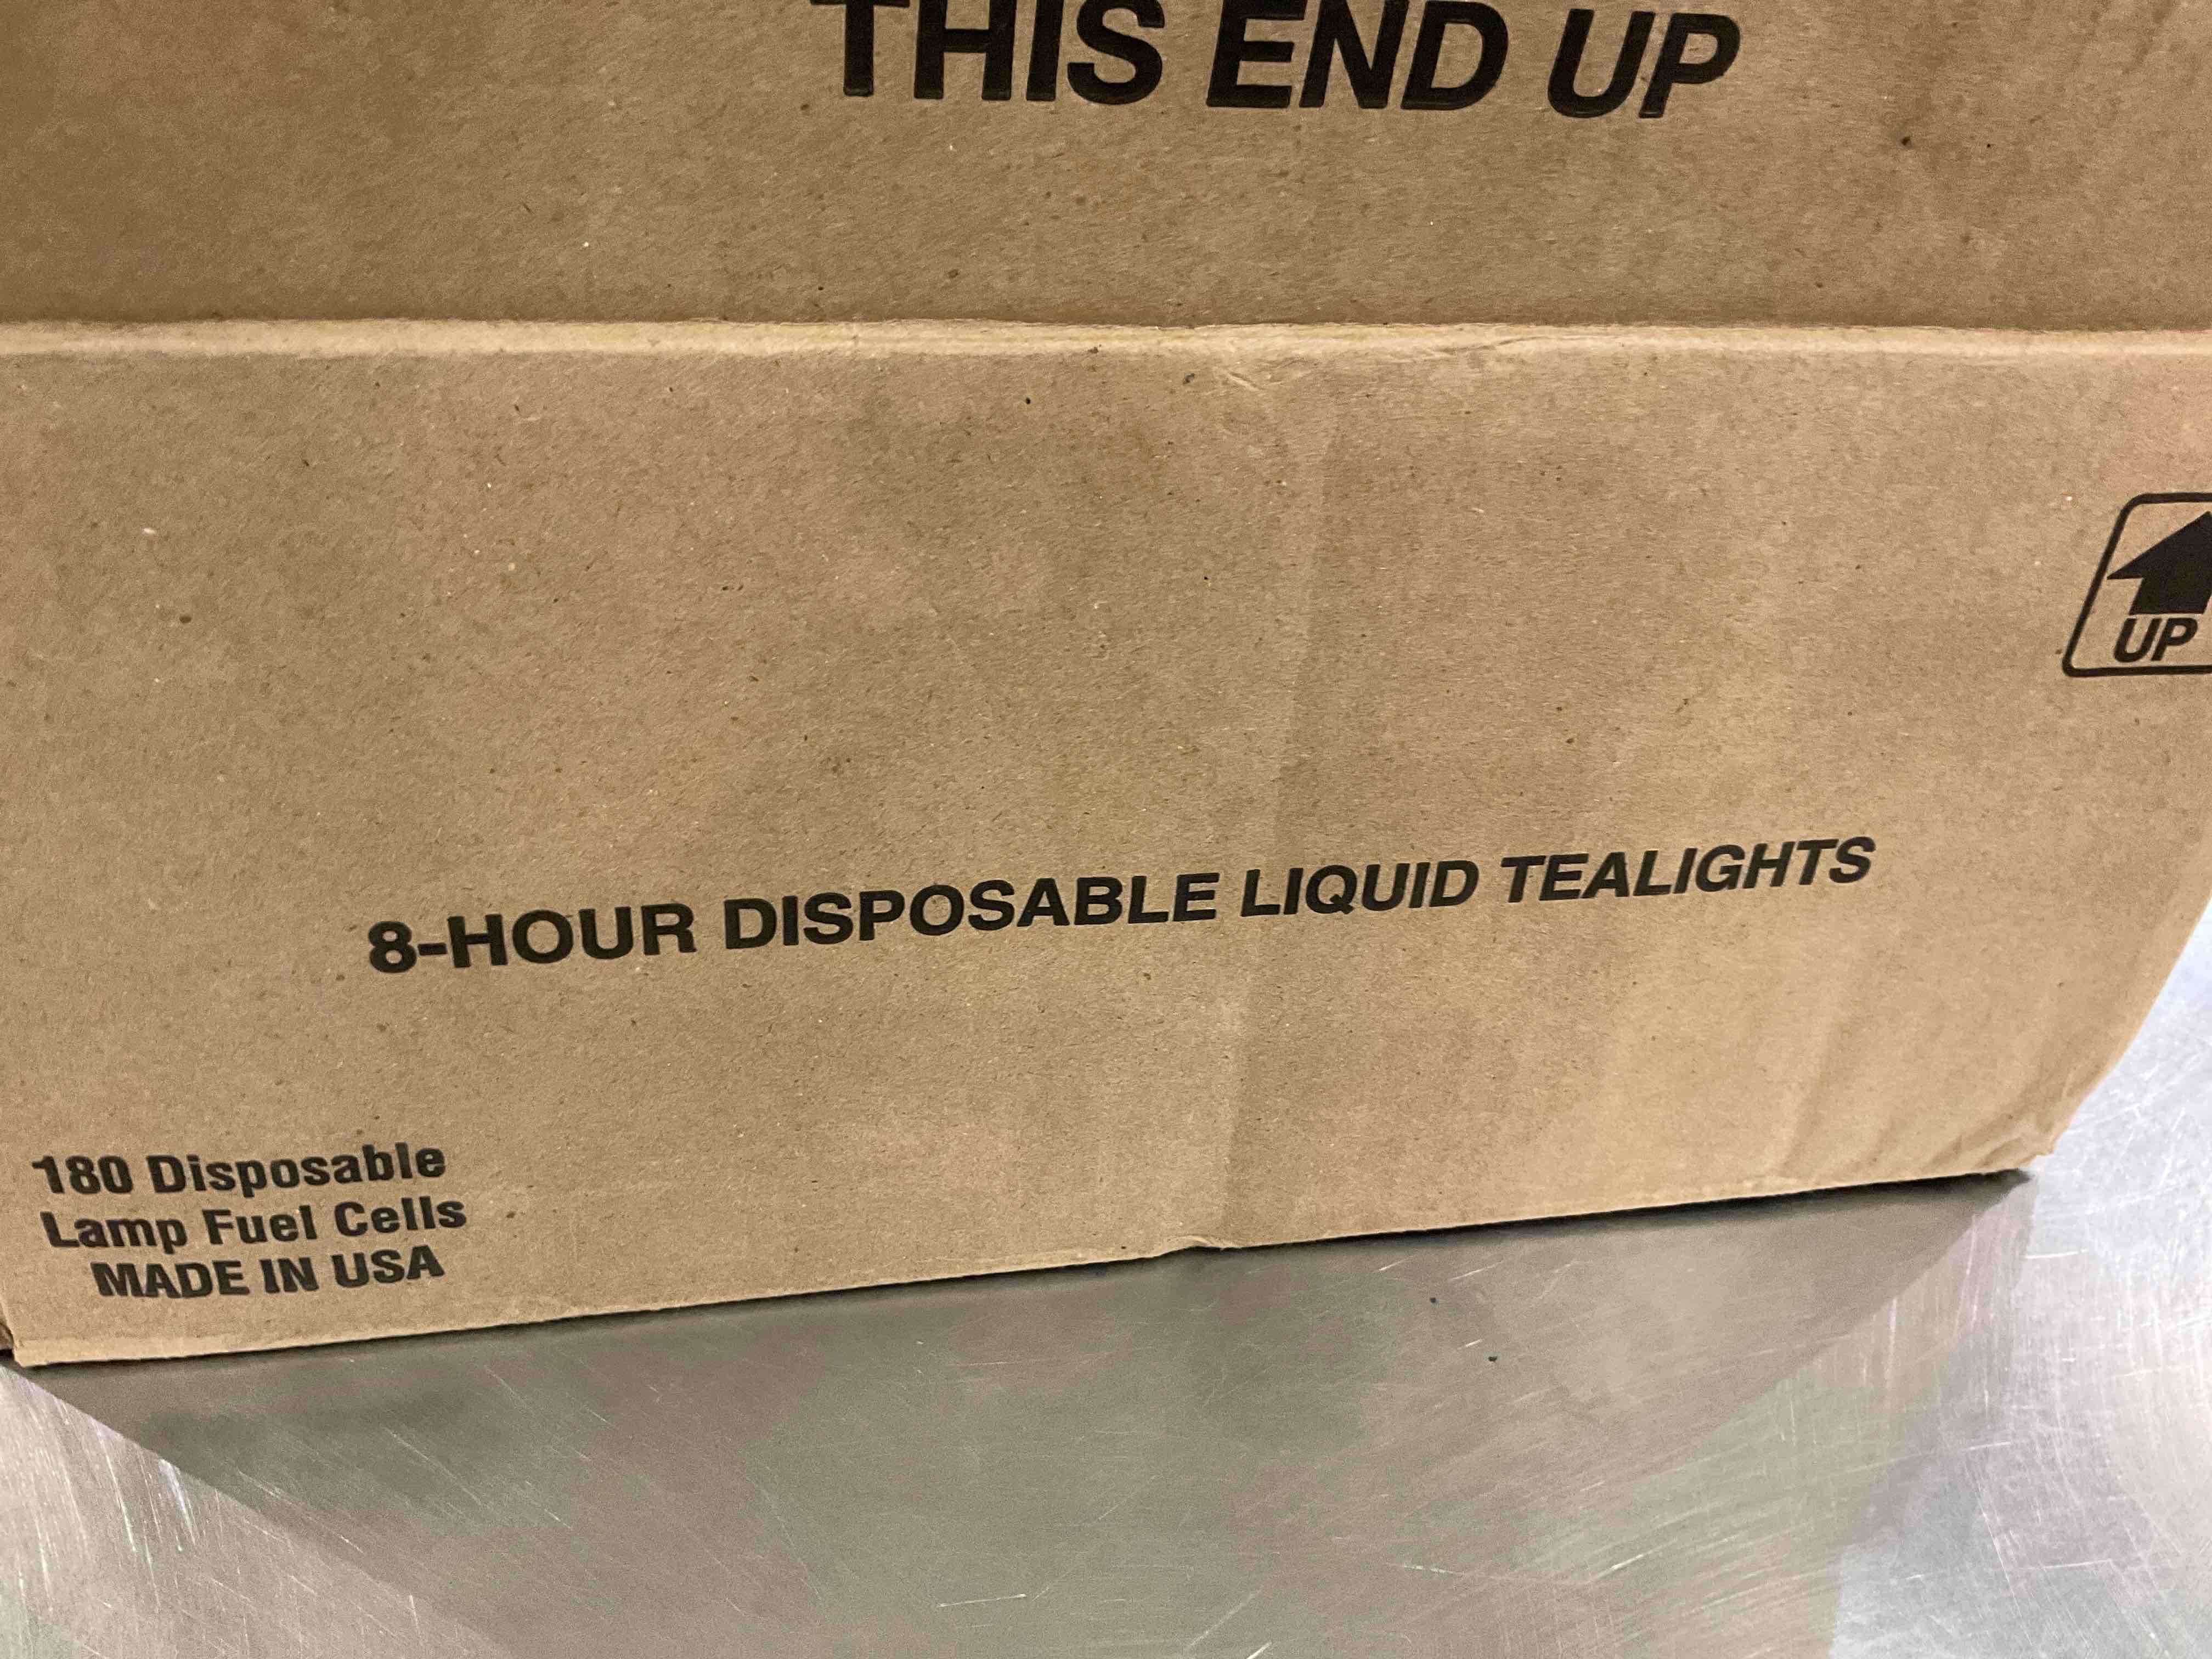 THIS END UP
UP
8-HOUR DISPOSABLE LIQUID TEALIGHTS
180 Disposable
Lamp Fuel Cells
MADE IN USA